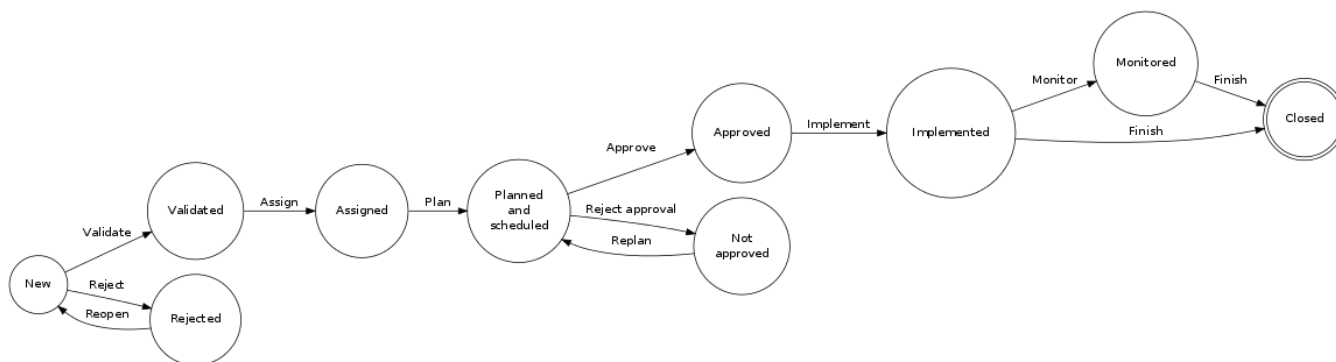 New
Validate
Reject
Reopen
Validated
Rejected
Assign
Assigned
Plan
Planned
and
scheduled
Approve
Reject approval
Replan
Approved
Not
approved
Implement
Implemented
Monitor
Monitored
Finish
Finish
Closed